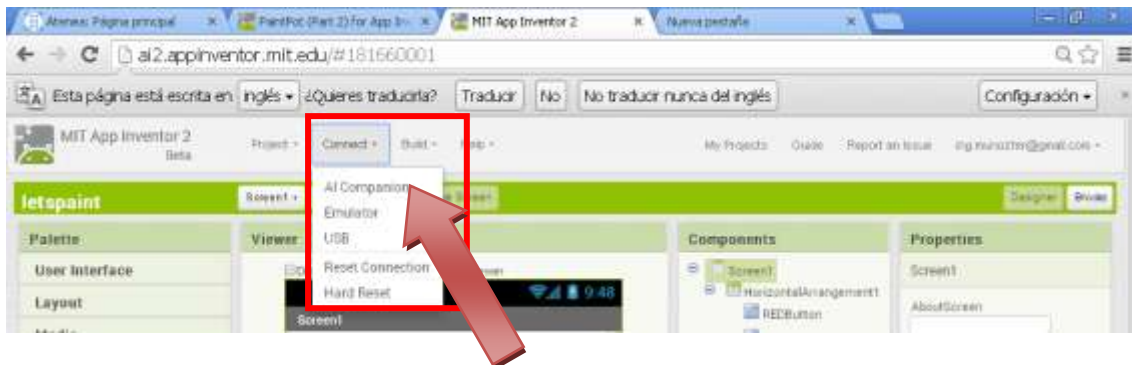 Atenea: Página principal
PaintPot (Part 2) for App In
MIT App Inventor 2
Nueva pestaña
ai2.appinventor.mit.edu/#181660001
Esta página está escrita en inglés ¿Quieres traducirla? Traducir No No traducir nunca del inglés Configuración
MIT App Inventor 2
Beta
Project Connect Build Help My Projects Guide Report an Issue
letspaint Screen1 Screen Designer Blocks
Palette Viewer Components Properties
User Interface
Layout
AI Companion
Emulator
USB
Reset Connection
Hard Reset
9:48
Screen1
Screen1
HorizontalArrangement1
REDButton
Screen1
AboutScreen